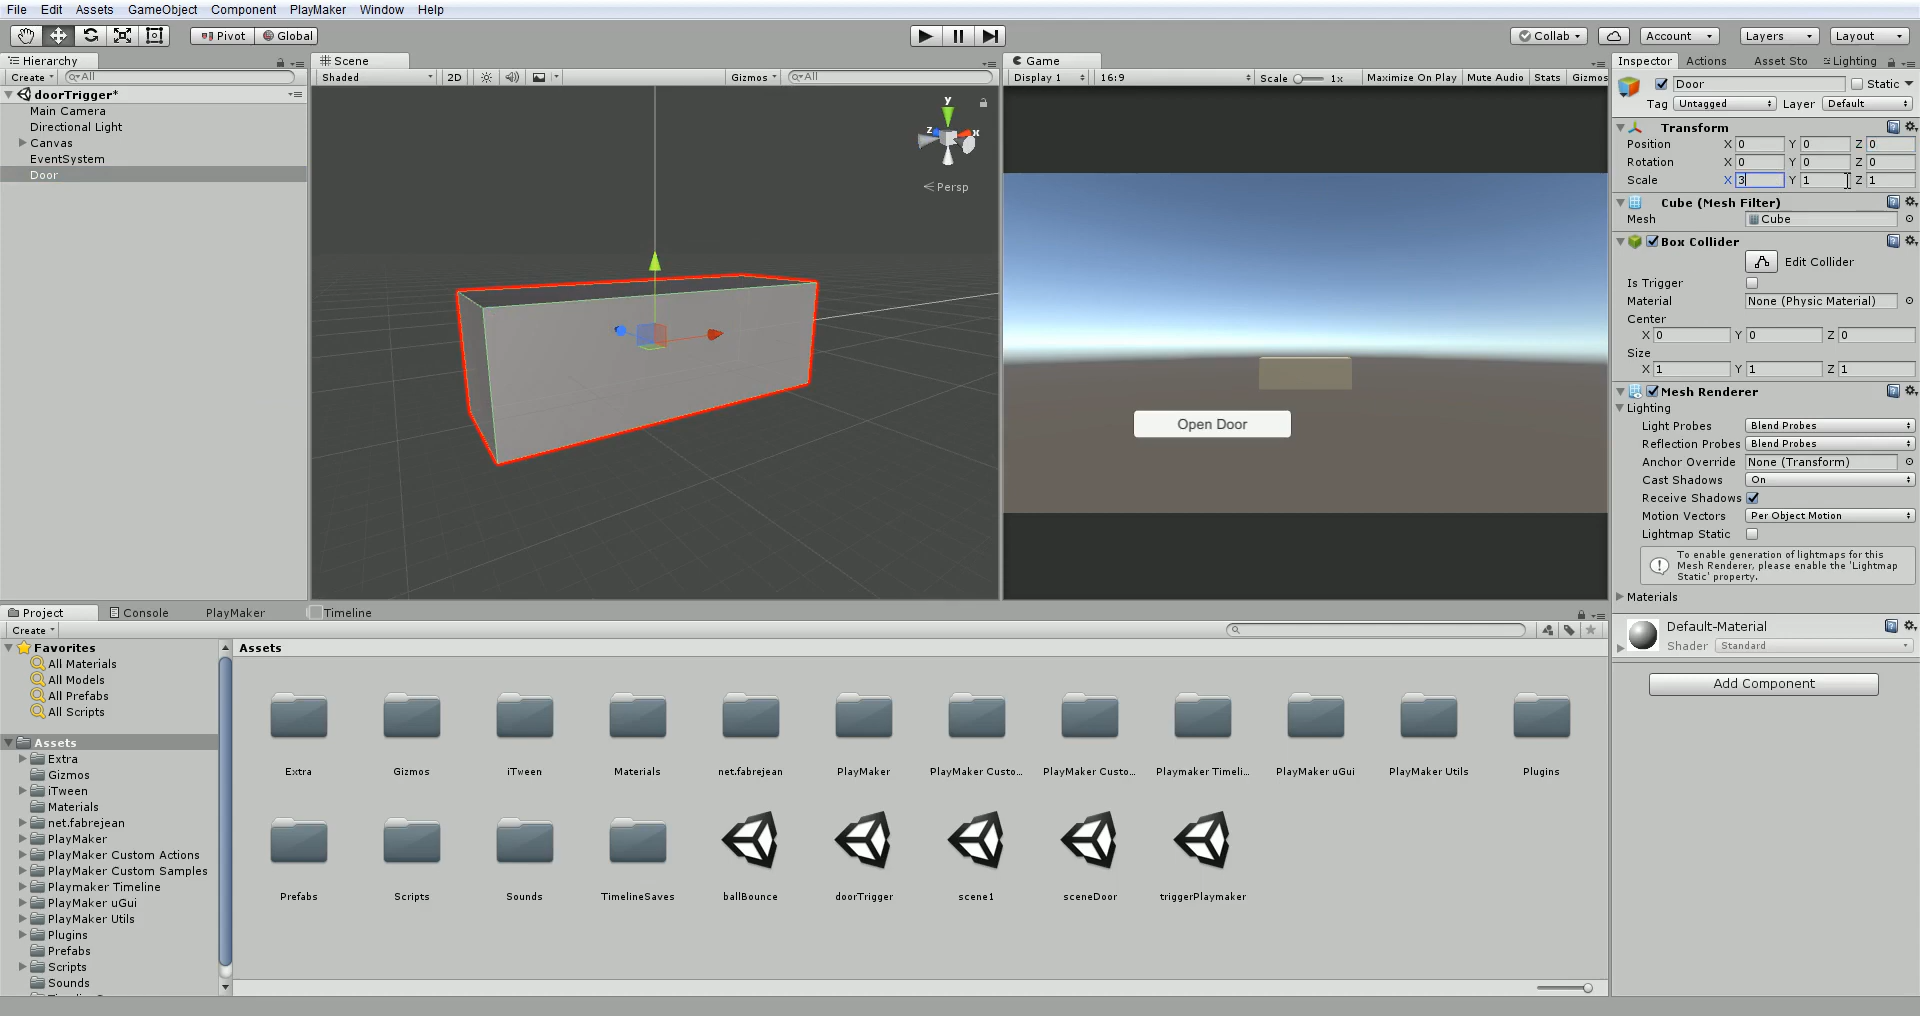 File Edit Assets GameObject Component PlayMaker Window Help
Pivot Global Collab Account Layers Layout
Hierarchy
Create All
doorTrigger*
Main Camera
Directional Light
Canvas
EventSystem
Door
Scene
Shaded 2D Gizmos All
y
z x
Persp
Game
Display 1 16:9 Scale 1x Maximize On Play Mute Audio Stats Gizmos
Open Door
Inspector Actions Asset Sto Lighting
Door Static
Tag Untagged Layer Default
Transform
Position X 0 Y 0 Z 0
Rotation X 0 Y 0 Z 0
Scale X 3 Y 1 Z 1
Cube (Mesh Filter)
Mesh Cube
Box Collider
Edit Collider
Is Trigger
Material None (Physic Material)
Center
X 0 Y 0 Z 0
Size
X 1 Y 1 Z 1
Mesh Renderer
Lighting
Light Probes Blend Probes
Reflection Probes Blend Probes
Anchor Override None (Transform)
Cast Shadows On
Receive Shadows
Motion Vectors Per Object Motion
Lightmap Static
To enable generation of lightmaps for this
Mesh Renderer, please enable the 'Lightmap
Static' property.
Materials
Default-Material
Shader Standard
Add Component
Project Console PlayMaker Timeline
Create
Favorites
All Materials
All Models
All Prefabs
All Scripts
Assets
Extra
Gizmos
iTween
Materials
net.fabrejean
PlayMaker
PlayMaker Custom Actions
PlayMaker Custom Samples
Playmaker Timeline
PlayMaker uGui
PlayMaker Utils
Plugins
Prefabs
Scripts
Sounds
Assets
Extra Gizmos iTween Materials net.fabrejean PlayMaker PlayMaker Custo... PlayMaker Custo... Playmaker Timeli... PlayMaker uGui PlayMaker Utils Plugins
Prefabs Scripts Sounds TimelineSaves ballBounce doorTrigger scene1 sceneDoor triggerPlaymaker